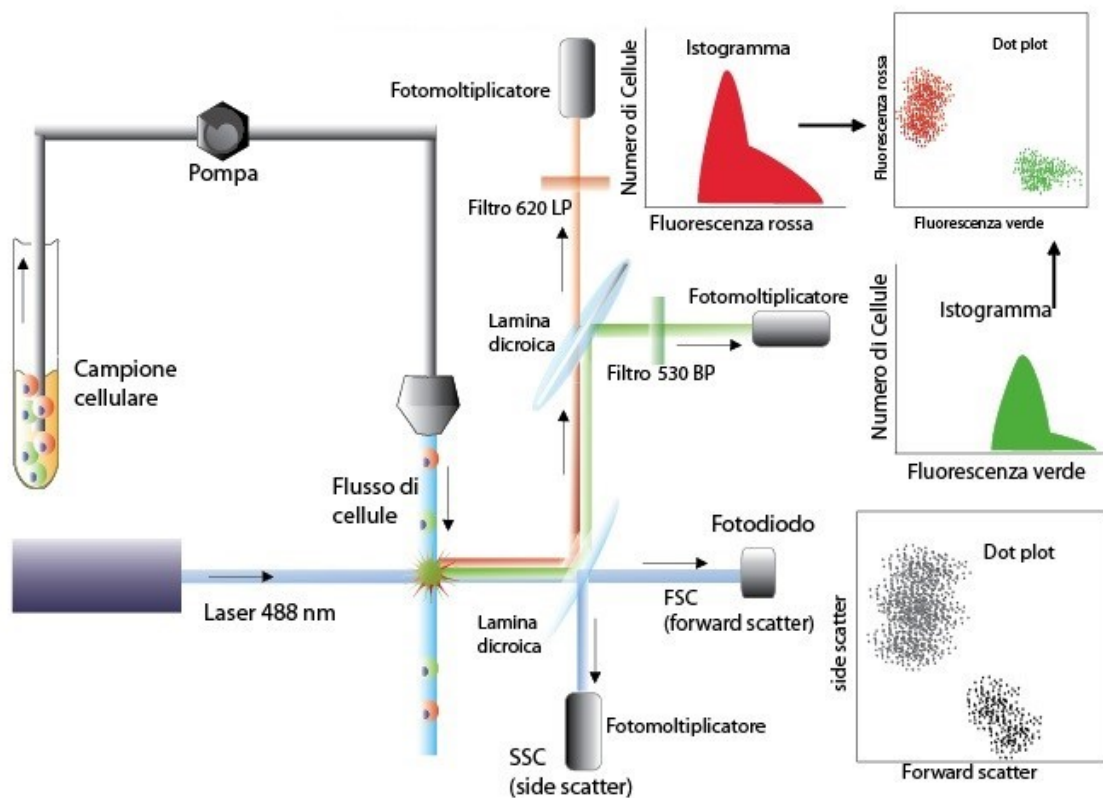 Fotomoltiplicatore
Pompa
Filtro 620 LP
Numero di Cellule
Istogramma
Fluorescenza rossa
Fluorescenza rossa
Dot plot
Fluorescenza verde
Campione
cellulare
Lamina
dicroica
Fotomoltiplicatore
Filtro 530 BP
Numero di Cellule
Istogramma
Fluorescenza verde
Flusso di
cellule
Laser 488 nm
Lamina
dicroica
Fotodiodo
FSC
(forward scatter)
Fotomoltiplicatore
SSC
(side scatter)
side scatter
Dot plot
Forward scatter